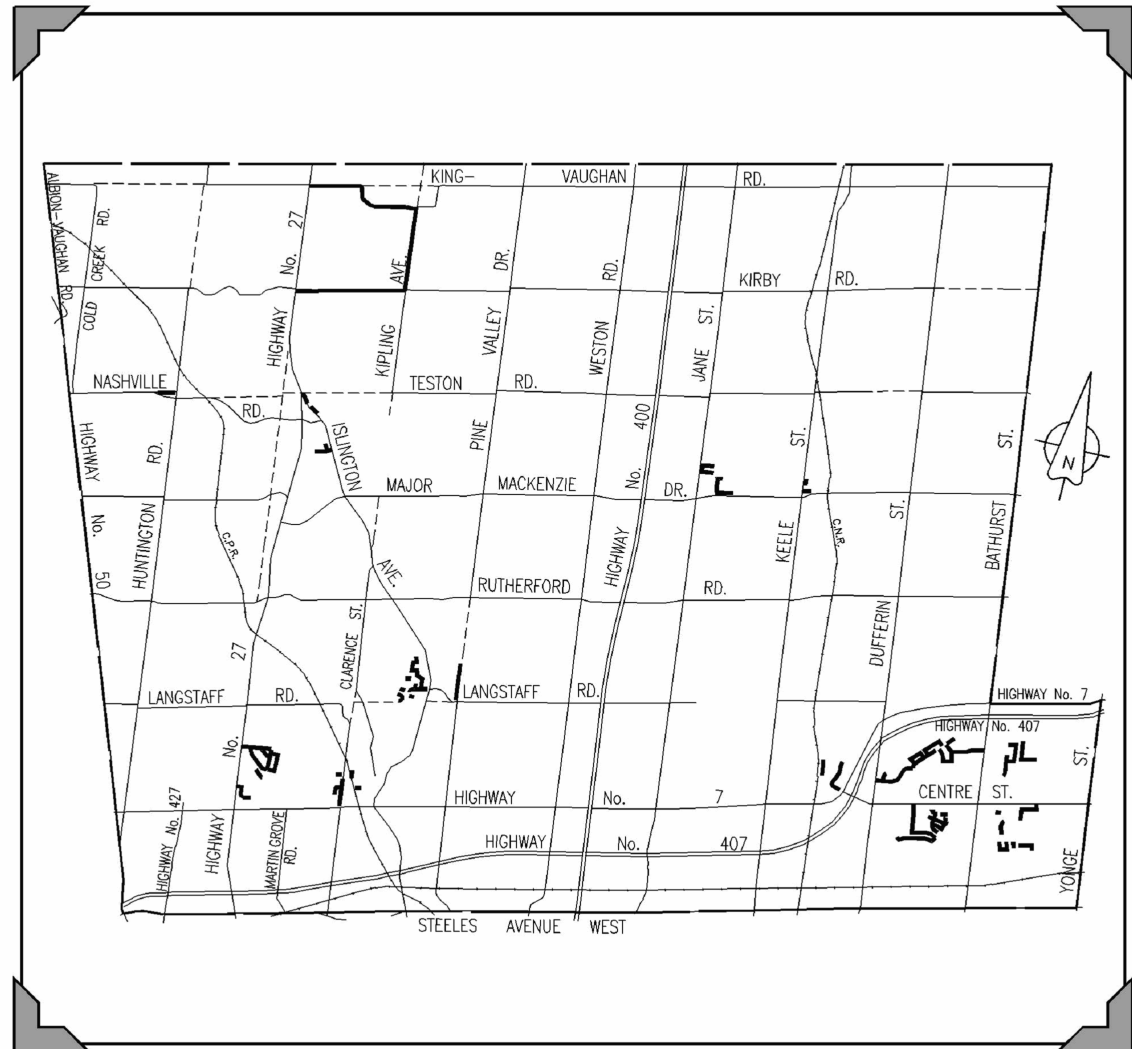 KING- VAUGHAN RD.
ALBION-VAUGHAN RD.
COLD CREEK RD.
No. 27
AVE.
DR.
RD.
KIRBY RD.
HIGHWAY
KIPLING
VALLEY
WESTON
JANE ST.
NASHVILLE RD.
TESTON RD.
HIGHWAY No. 50
RD.
ISLINGTON
PINE
400
ST.
ST.
N
MAJOR MACKENZIE DR.
No.
HUNTINGTON
C.P.R.
AVE.
HIGHWAY
KEELE
C.N.R.
ST.
BATHURST
RUTHERFORD RD.
CLARENCE ST.
27
DUFFERIN
LANGSTAFF RD.
LANGSTAFF RD.
HIGHWAY No. 7
HIGHWAY No. 407
No.
ST.
CENTRE ST.
HIGHWAY No. 7
HIGHWAY No. 427
HIGHWAY
MARTIN GROVE RD.
HIGHWAY No. 407
YONGE
STEELES AVENUE WEST